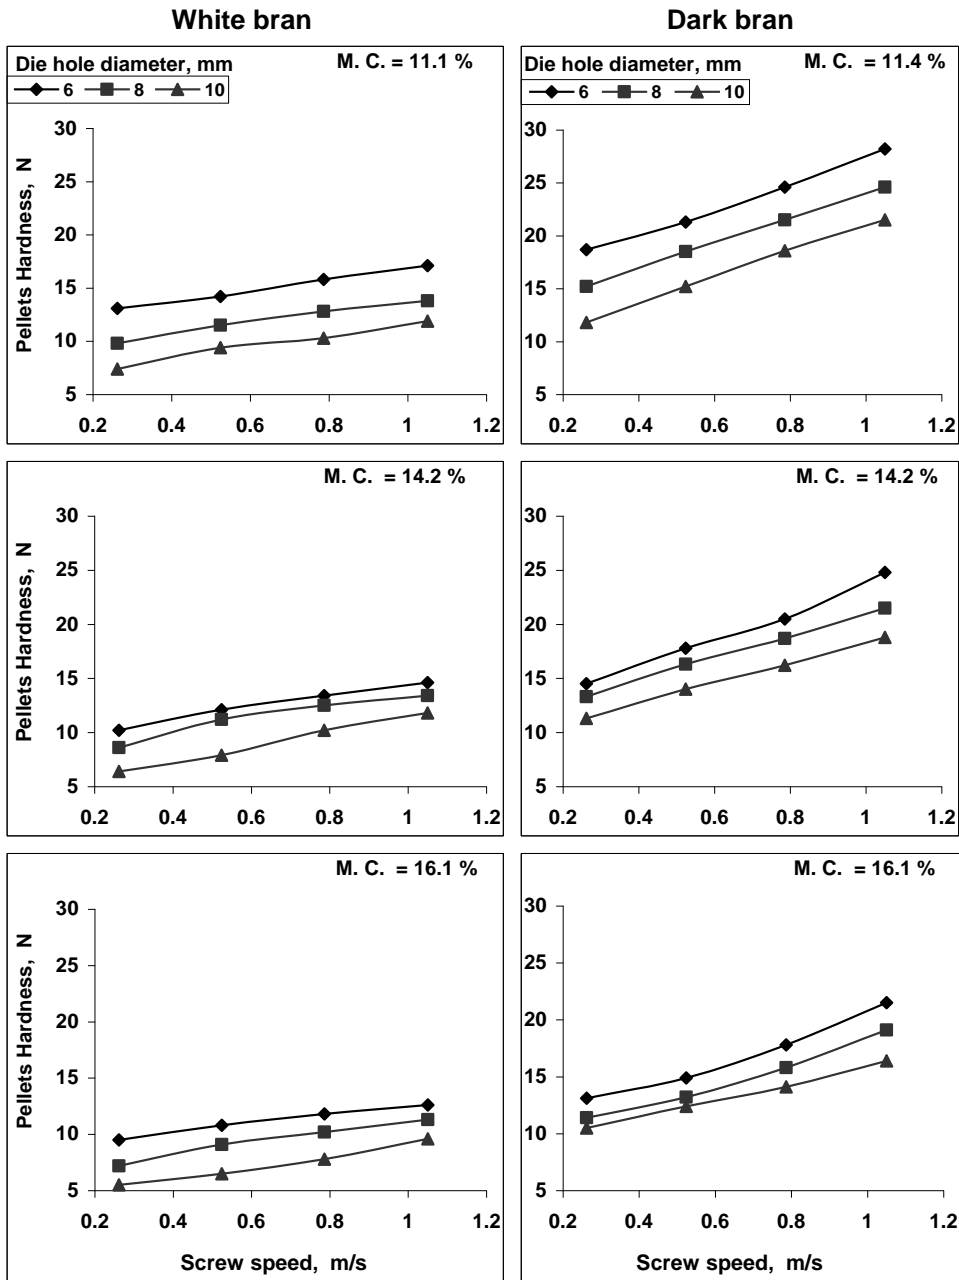 White bran
Dark bran
Die hole diameter, mm
M. C. = 11.1 %
6 8 10
30
25
20
15
10
5
Pellets Hardness, N
0.2 0.4 0.6 0.8 1 1.2
Die hole diameter, mm
M. C. = 11.4 %
6 8 10
30
25
20
15
10
5
0.2 0.4 0.6 0.8 1 1.2
M. C. = 14.2 %
30
25
20
15
10
5
Pellets Hardness, N
0.2 0.4 0.6 0.8 1 1.2
M. C. = 14.2 %
30
25
20
15
10
5
0.2 0.4 0.6 0.8 1 1.2
M. C. = 16.1 %
30
25
20
15
10
5
Pellets Hardness, N
0.2 0.4 0.6 0.8 1 1.2
Screw speed, m/s
M. C. = 16.1 %
30
25
20
15
10
5
0.2 0.4 0.6 0.8 1 1.2
Screw speed, m/s